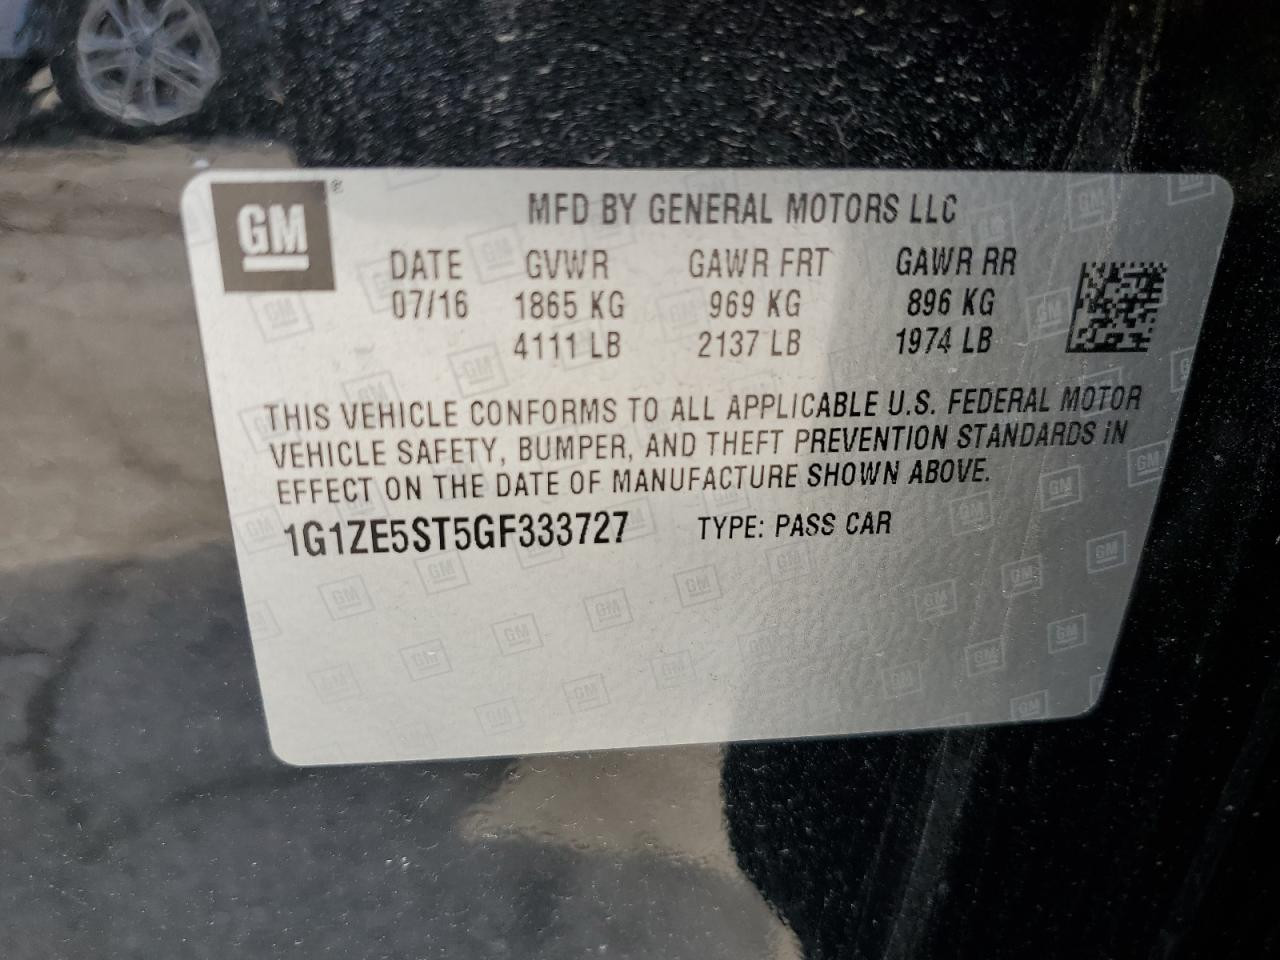 GM ®
MFD BY GENERAL MOTORS LLC
DATE GVWR GAWR FRT GAWR RR
07/16 1865 KG 969 KG 896 KG
4111 LB 2137 LB 1974 LB
THIS VEHICLE CONFORMS TO ALL APPLICABLE U.S. FEDERAL MOTOR
VEHICLE SAFETY, BUMPER, AND THEFT PREVENTION STANDARDS IN
EFFECT ON THE DATE OF MANUFACTURE SHOWN ABOVE.
1G1ZE5ST5GF333727 TYPE: PASS CAR